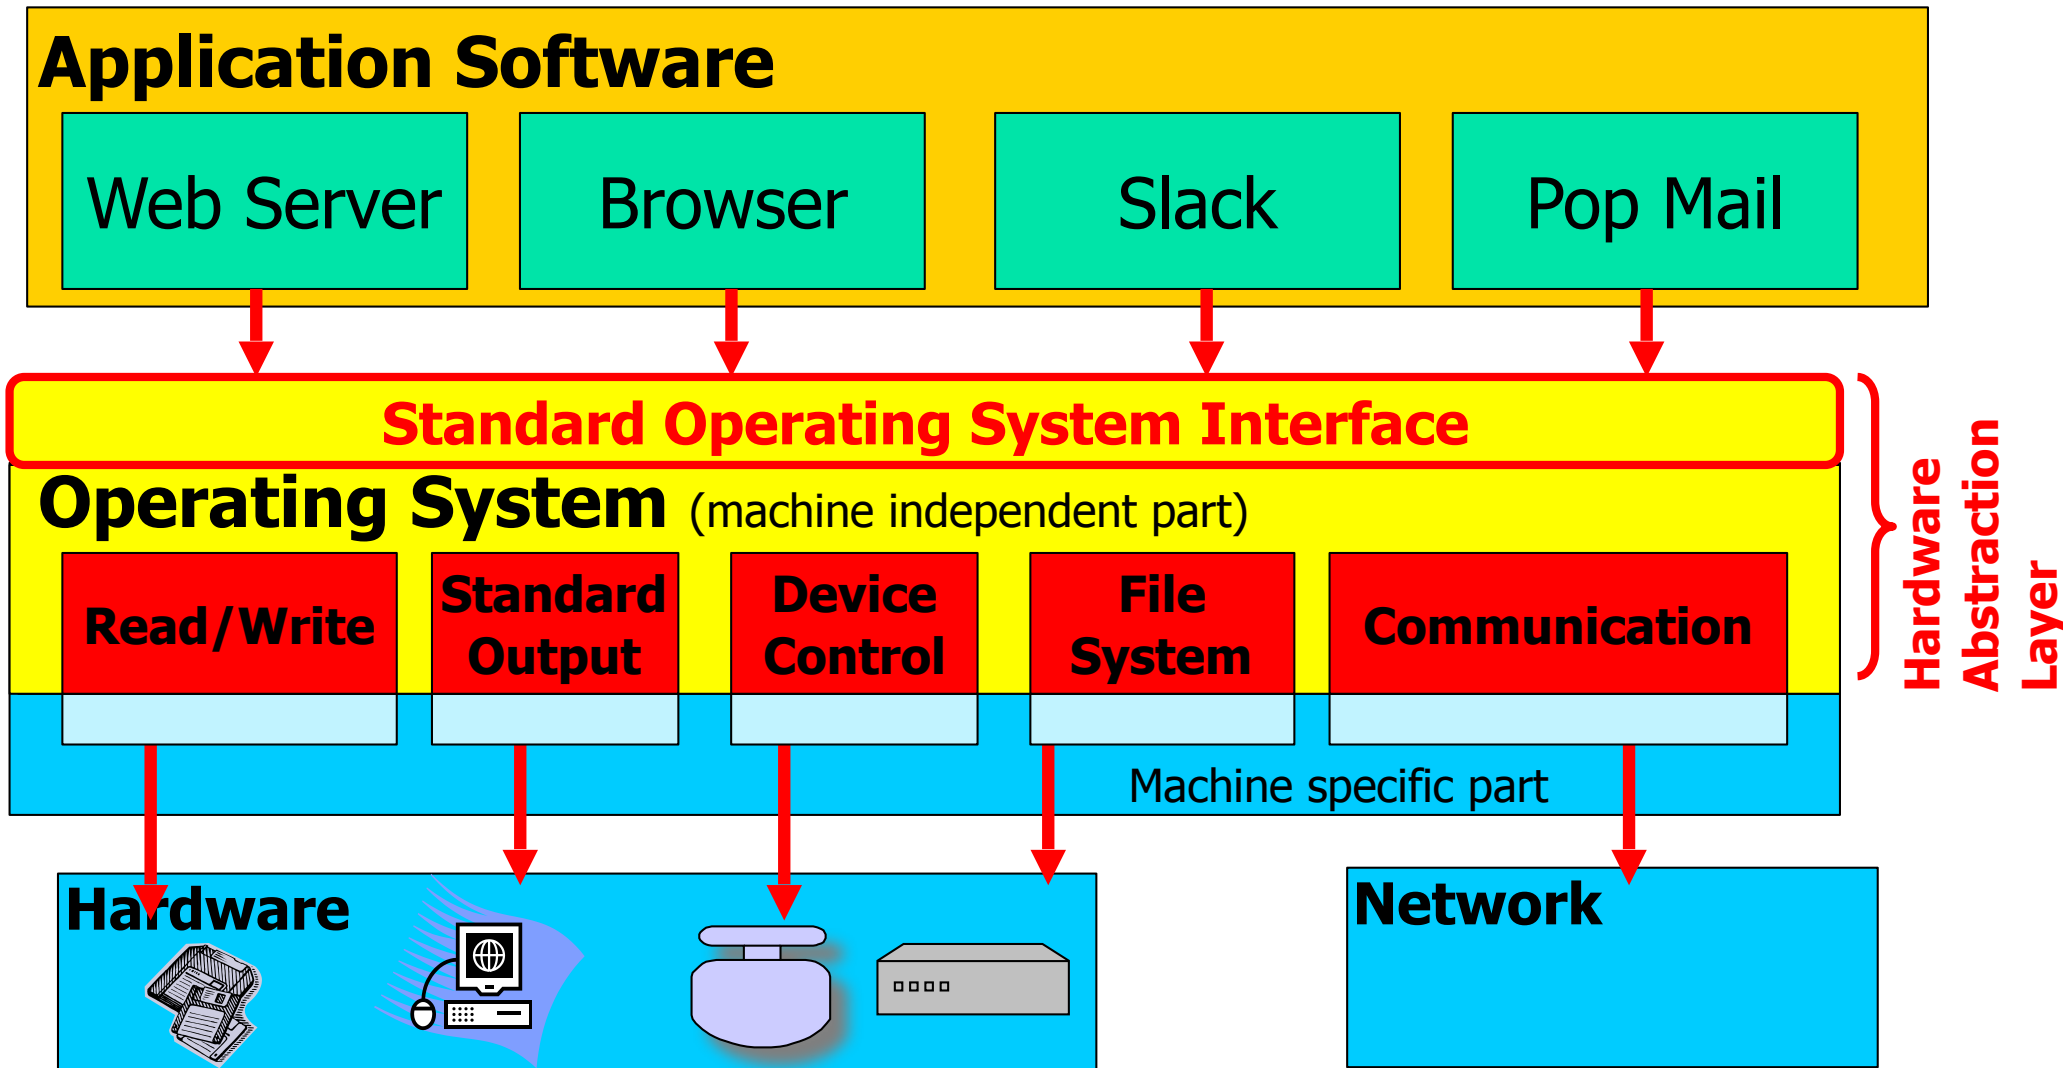 Application Software
Web Server
Browser
Slack
Pop Mail
Standard Operating System Interface
Operating System (machine independent part)
Read/Write
Standard
Output
Device
Control
File
System
Communication
Hardware
Abstraction
Layer
Machine specific part
Hardware
Network